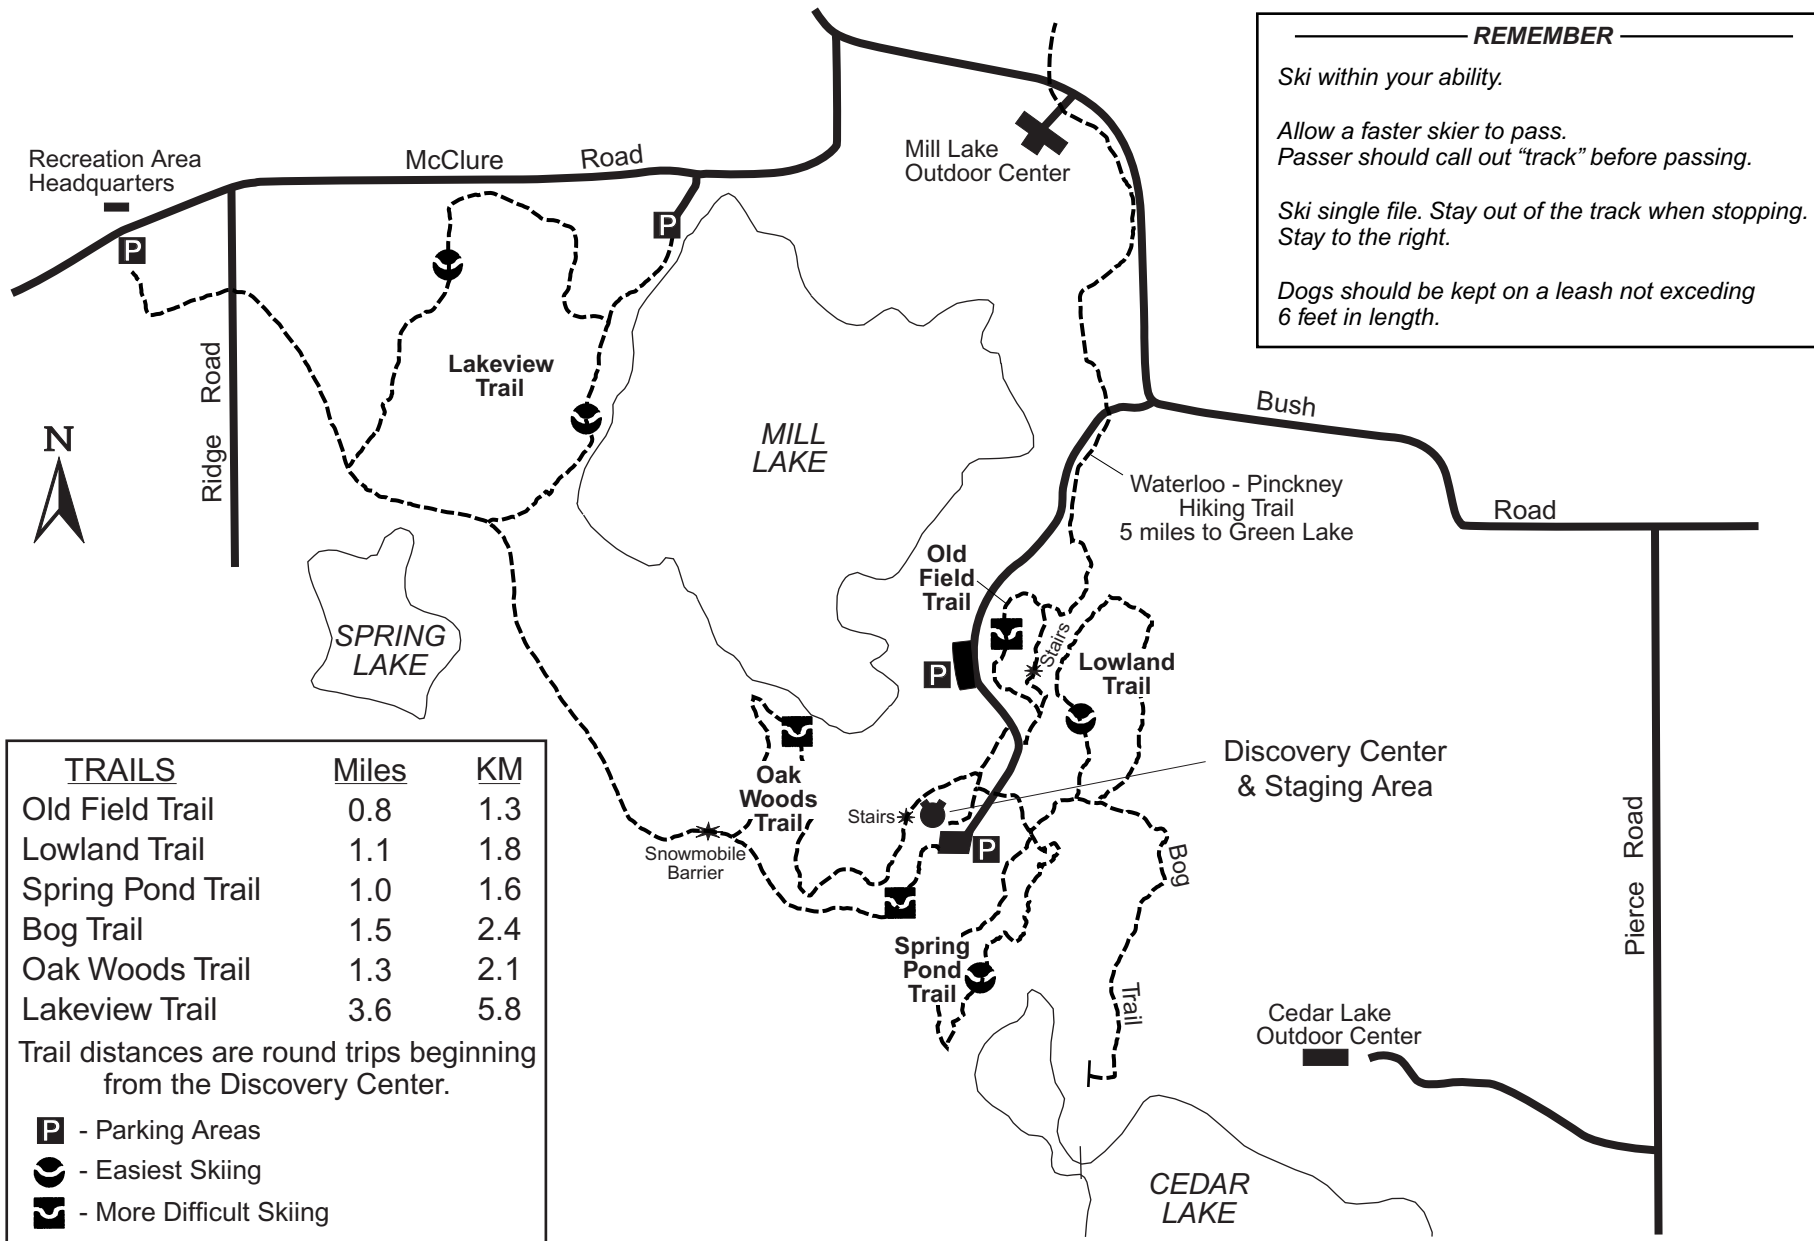 REMEMBER
Ski within your ability.
Allow a faster skier to pass.
Passer should call out “track” before passing.
Ski single file. Stay out of the track when stopping.
Stay to the right.
Dogs should be kept on a leash not exceding
6 feet in length.
Recreation Area
Headquarters
P
McClure Road
P
Mill Lake
Outdoor Center
Ridge Road
Lakeview
Trail
N
MILL
LAKE
Bush
Road
Waterloo - Pinckney
Hiking Trail
5 miles to Green Lake
Old
Field
Trail
SPRING
LAKE
P
Stairs
Lowland
Trail
Discovery Center
& Staging Area
Oak
Woods
Trail
Stairs
P
Snowmobile
Barrier
Bog
Trail
Spring
Pond
Trail
Pierce Road
Cedar Lake
Outdoor Center
CEDAR
LAKE
TRAILS Miles KM
Old Field Trail 0.8 1.3
Lowland Trail 1.1 1.8
Spring Pond Trail 1.0 1.6
Bog Trail 1.5 2.4
Oak Woods Trail 1.3 2.1
Lakeview Trail 3.6 5.8
Trail distances are round trips beginning
from the Discovery Center.
P - Parking Areas
- Easiest Skiing
- More Difficult Skiing